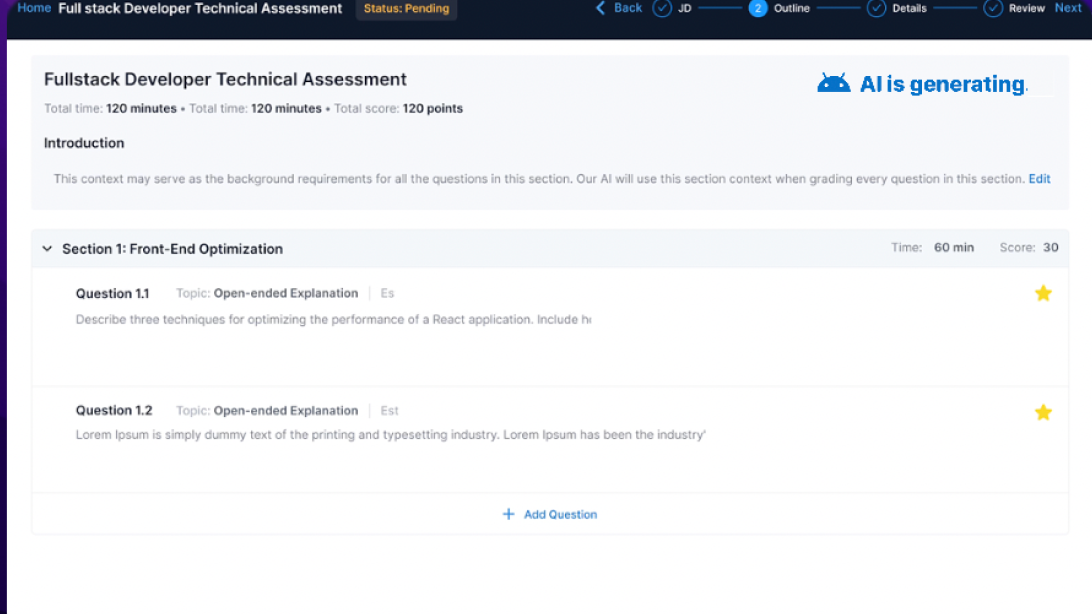 Home Full stack Developer Technical Assessment Status: Pending Back JD 2 Outline Details Review Next
Fullstack Developer Technical Assessment
AI is generating.
Total time: 120 minutes • Total time: 120 minutes • Total score: 120 points
Introduction
This context may serve as the background requirements for all the questions in this section. Our AI will use this section context when grading every question in this section. Edit
Section 1: Front-End Optimization Time: 60 min Score: 30
Question 1.1 Topic: Open-ended Explanation | Es
Describe three techniques for optimizing the performance of a React application. Include
Question 1.2 Topic: Open-ended Explanation | Est
Lorem Ipsum is simply dummy text of the printing and typesetting industry. Lorem Ipsum has been the industry'
+ Add Question